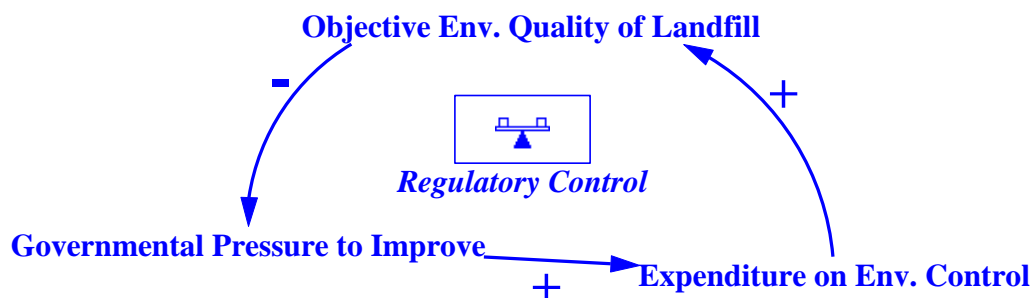 Objective Env. Quality of Landfill
-
+
Regulatory Control
Governmental Pressure to Improve
Expenditure on Env. Control
+